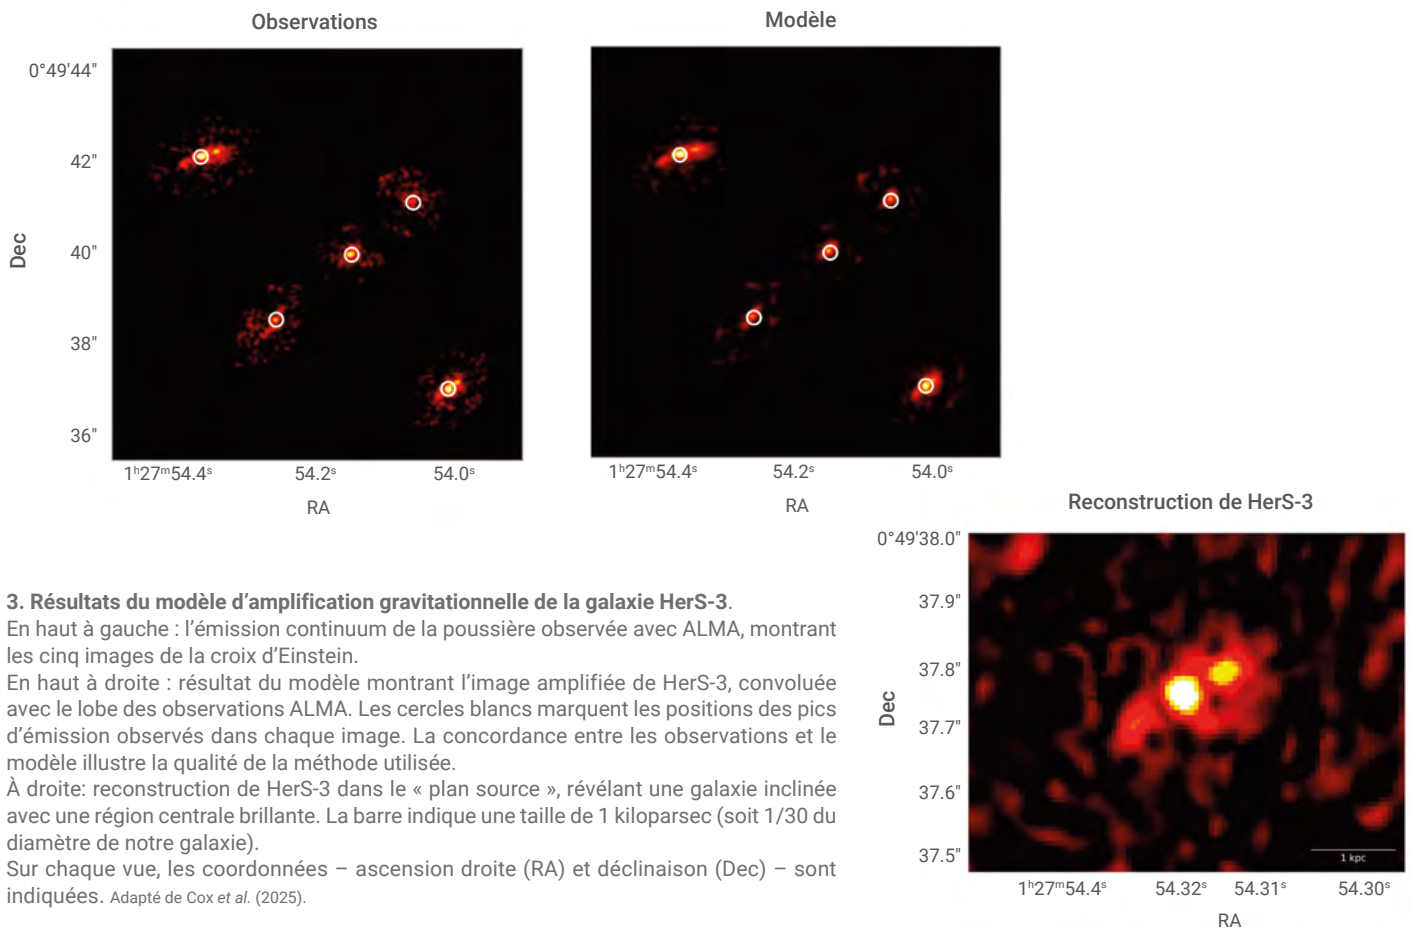 Observations
Modèle
0°49'44"
42"
40"
38"
36"
Dec
1ʰ27ᵐ54.4ˢ 54.2ˢ 54.0ˢ
RA
1ʰ27ᵐ54.4ˢ 54.2ˢ 54.0ˢ
RA
3. Résultats du modèle d’amplification gravitationnelle de la galaxie HerS-3.
En haut à gauche : l’émission continuum de la poussière observée avec ALMA, montrant
les cinq images de la croix d’Einstein.
En haut à droite : résultat du modèle montrant l’image amplifiée de HerS-3, convoluée
avec le lobe des observations ALMA. Les cercles blancs marquent les positions des pics
d’émission observés dans chaque image. La concordance entre les observations et le
modèle illustre la qualité de la méthode utilisée.
À droite: reconstruction de HerS-3 dans le « plan source », révélant une galaxie inclinée
avec une région centrale brillante. La barre indique une taille de 1 kiloparsec (soit 1/30 du
diamètre de notre galaxie).
Sur chaque vue, les coordonnées – ascension droite (RA) et déclinaison (Dec) – sont
indiquées. Adapté de Cox et al. (2025).
Reconstruction de HerS-3
0°49'38.0"
37.9"
37.8"
37.7"
37.6"
37.5"
Dec
1 kpc
1ʰ27ᵐ54.4ˢ 54.32ˢ 54.31ˢ 54.30ˢ
RA